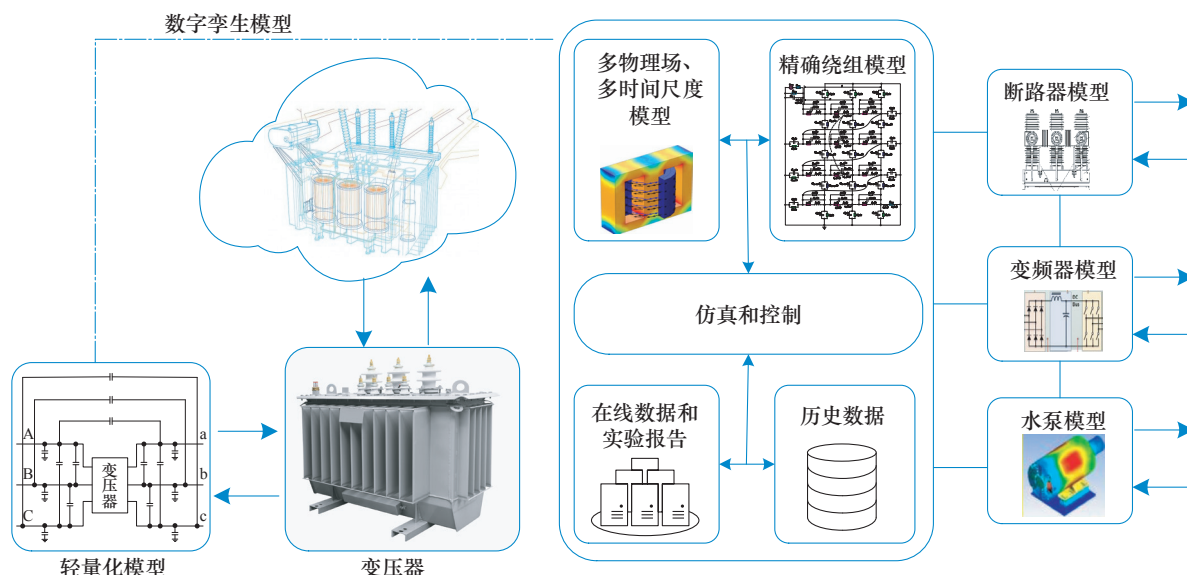 数字孪生模型
多物理场、
多时间尺度
模型
精确绕组模型
断路器模型
仿真和控制
变频器模型
在线数据和
实验报告
历史数据
水泵模型
A
a
B
b
C
c
变
压
器
轻量化模型
变压器